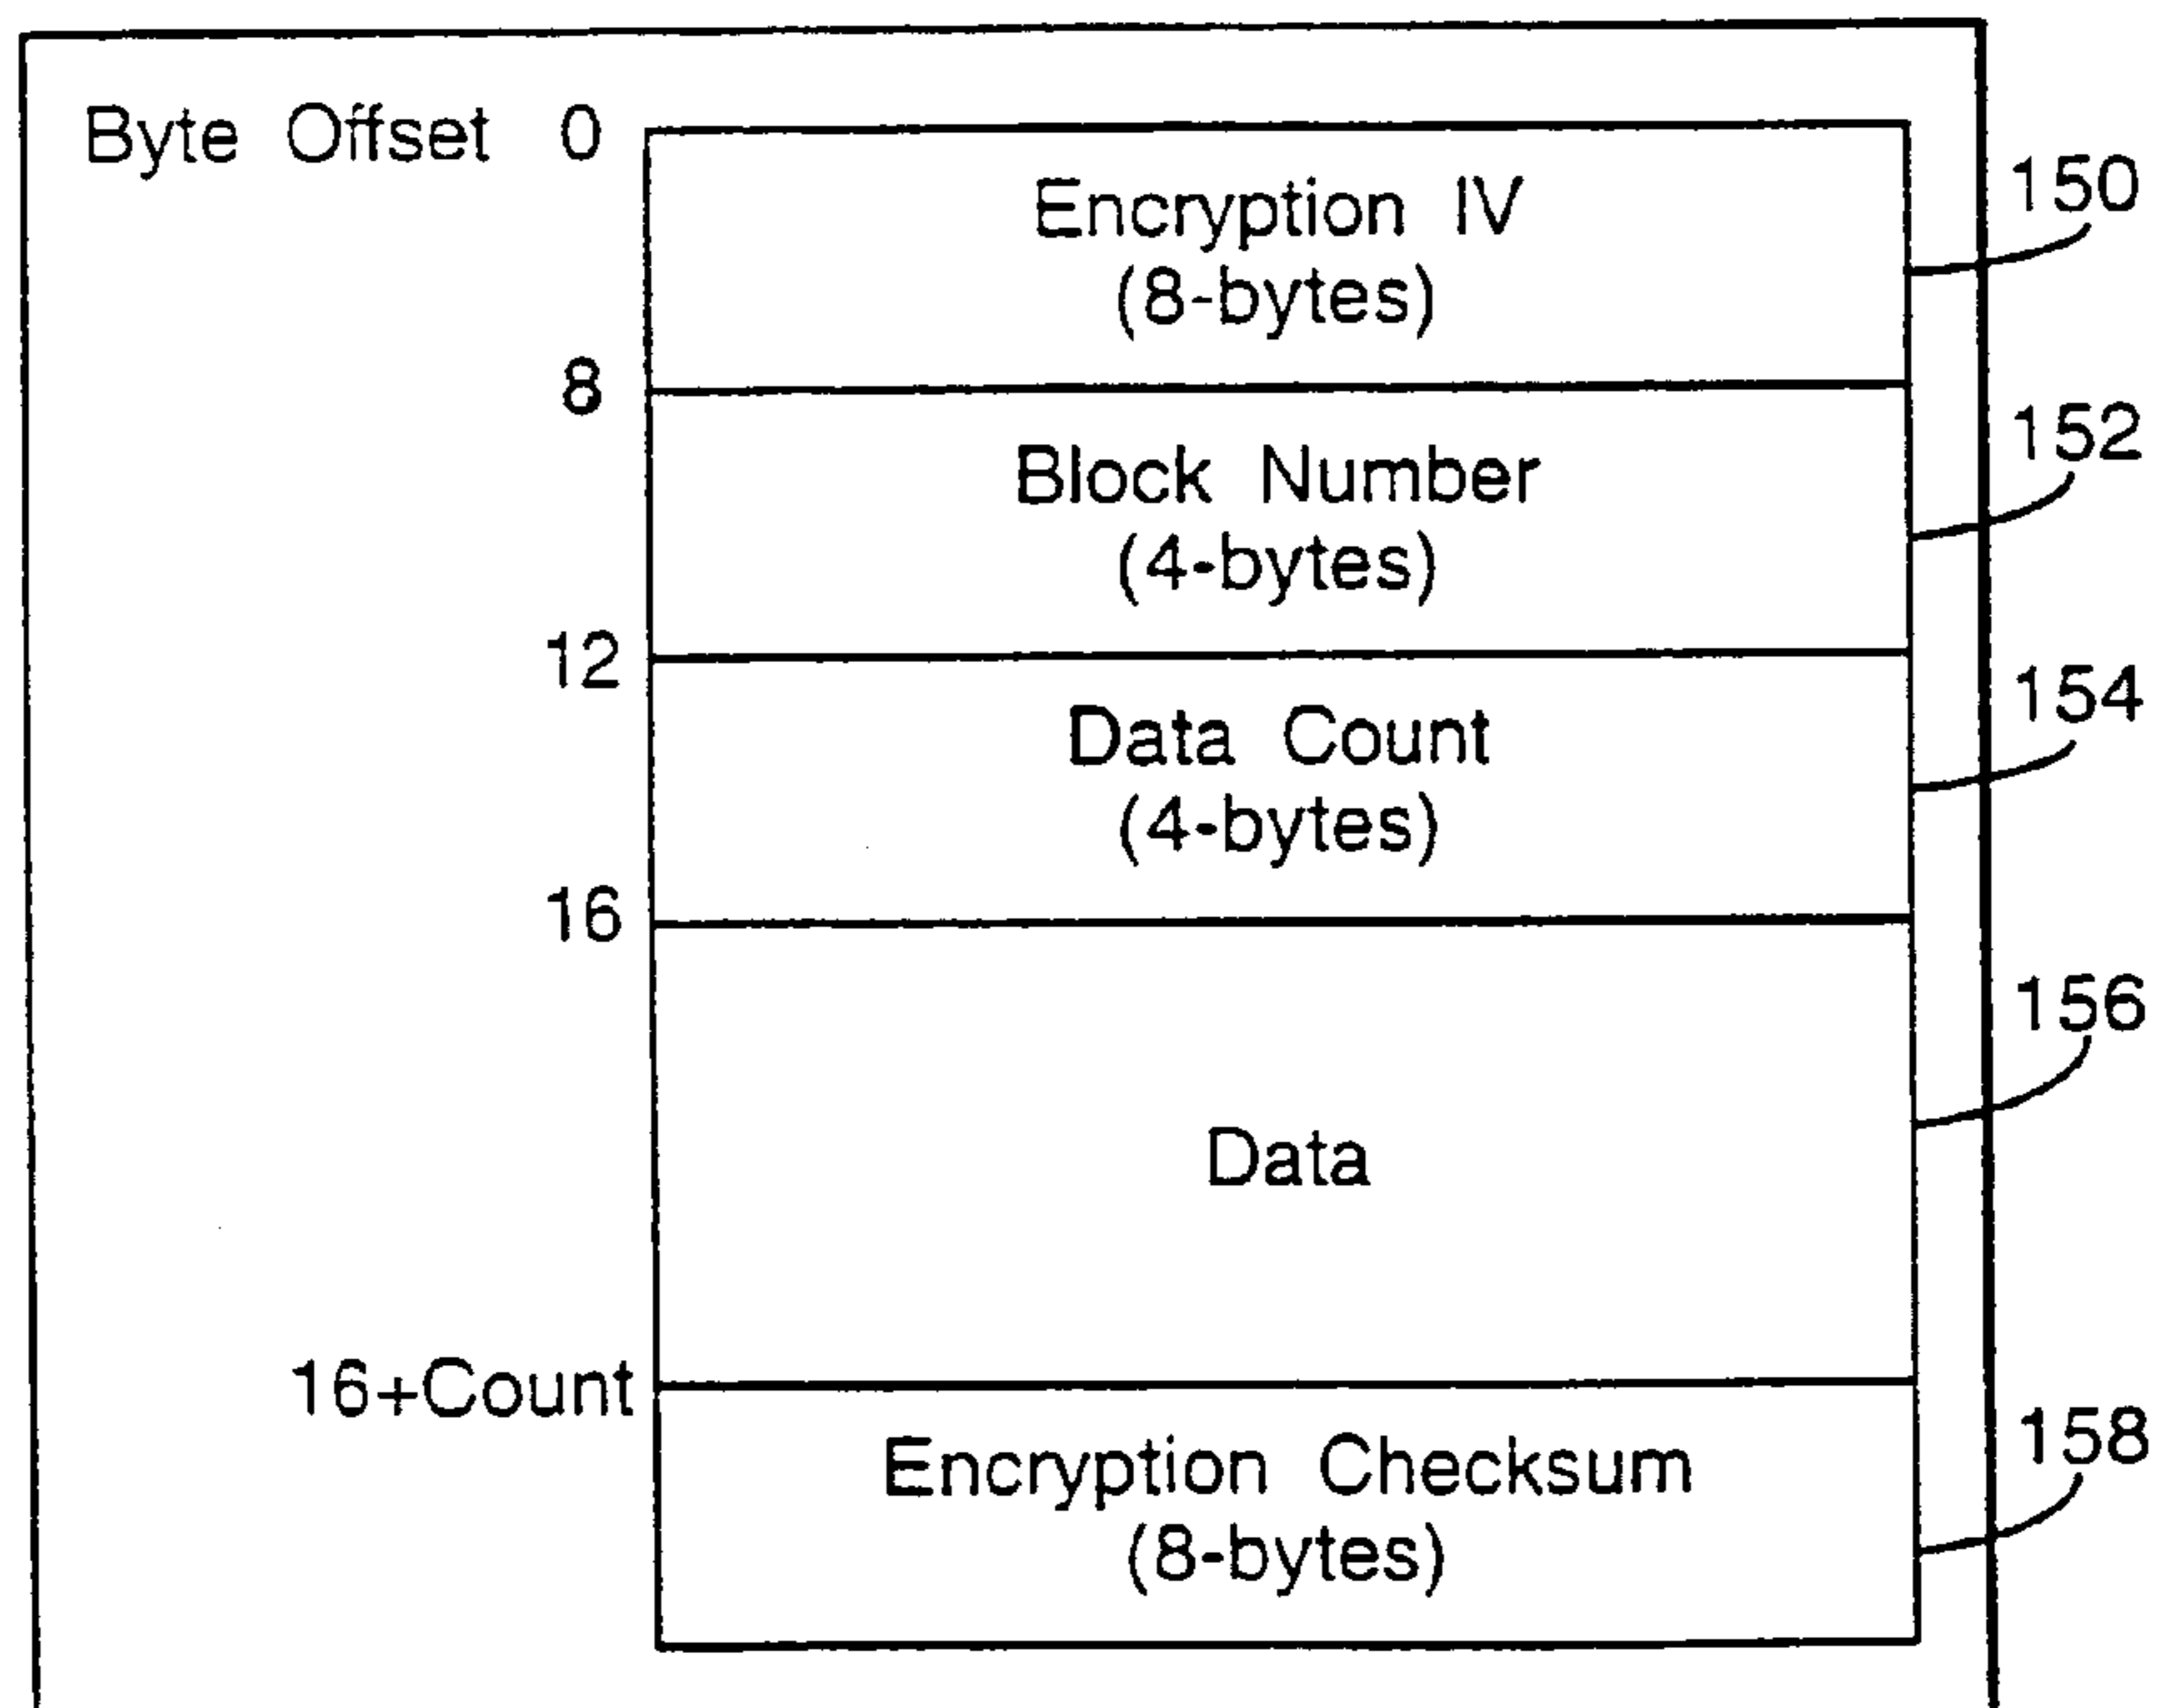 Byte Offset 0
Encryption IV
(8-bytes)
150
8
Block Number
(4-bytes)
152
12
Data Count
(4-bytes)
154
16
Data
156
16+Count
Encryption Checksum
(8-bytes)
158